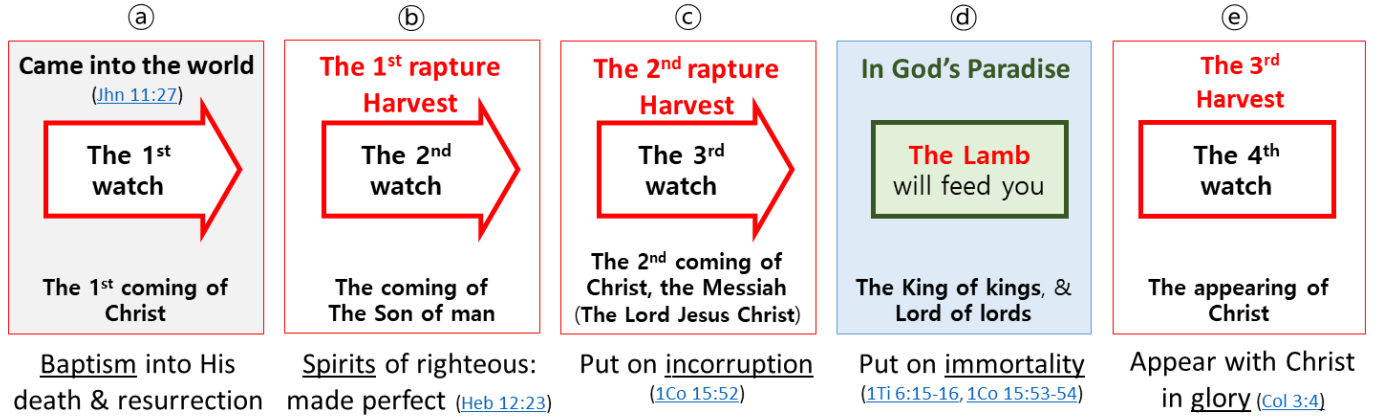 ⓐ
Came into the world
(Jhn 11:27)
The 1st
watch
The 1st coming of
Christ
Baptism into His
death & resurrection
ⓑ
The 1st rapture
Harvest
The 2nd
watch
The coming of
The Son of man
Spirits of righteous:
made perfect (Heb 12:23)
ⓒ
The 2nd rapture
Harvest
The 3rd
watch
The 2nd coming of
Christ, the Messiah
(The Lord Jesus Christ)
Put on incorruption
(1Co 15:52)
ⓓ
In God's Paradise
The Lamb
will feed you
The King of kings, &
Lord of lords
Put on immortality
(1Ti 6:15-16, 1Co 15:53-54)
ⓔ
The 3rd
Harvest
The 4th
watch
The appearing of
Christ
Appear with Christ
in glory (Col 3:4)